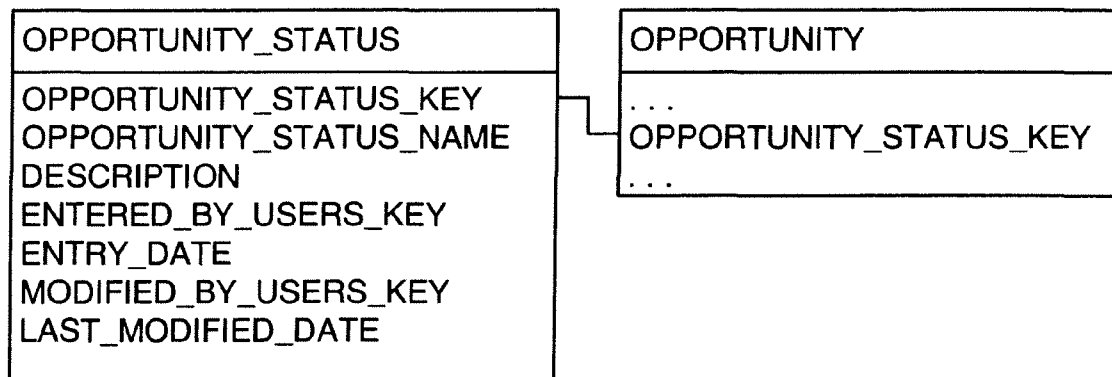 OPPORTUNITY_STATUS
OPPORTUNITY_STATUS_KEY
OPPORTUNITY_STATUS_NAME
DESCRIPTION
ENTERED_BY_USERS_KEY
ENTRY_DATE
MODIFIED_BY_USERS_KEY
LAST_MODIFIED_DATE
OPPORTUNITY
. . .
OPPORTUNITY_STATUS_KEY
. . .